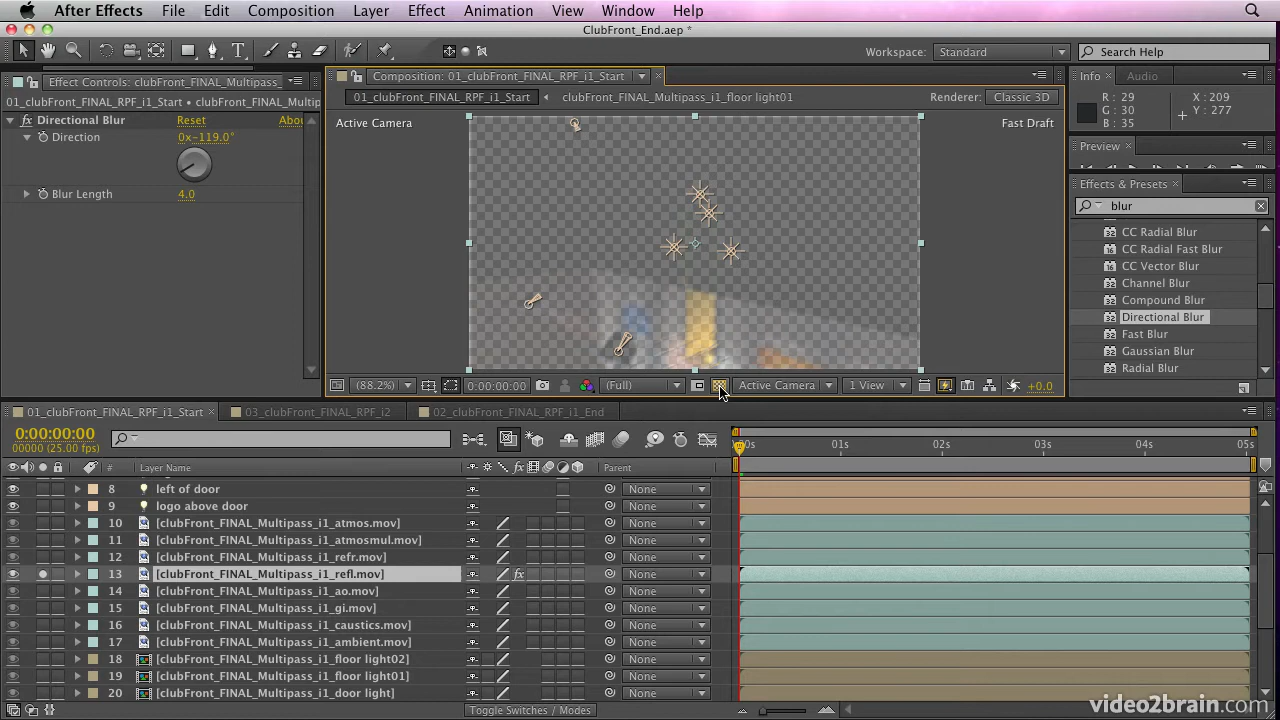 After Effects File Edit Composition Layer Effect Animation View Window Help
ClubFront_End.aep *
Workspace: Standard Search Help
Effect Controls: clubFront_FINAL_Multipass_
Composition: 01_clubFront_FINAL_RPF_i1_Start
Info Audio
01_clubFront_FINAL_RPF_i1_Start • clubFront_FINAL_Multipas
01_clubFront_FINAL_RPF_i1_Start clubFront_FINAL_Multipass_i1_floor light01 Renderer: Classic 3D
R: 29 X: 209
G: 30 Y: 277
B: 35
fx Directional Blur Reset Abou
Active Camera Fast Draft
Direction 0x-119.0°
Preview
Effects & Presets
Blur Length 4.0
blur
CC Radial Blur
CC Radial Fast Blur
CC Vector Blur
Channel Blur
Compound Blur
Directional Blur
Fast Blur
Gaussian Blur
Radial Blur
(88.2%) 0:00:00:00 (Full) Active Camera 1 View +0.0
01_clubFront_FINAL_RPF_i1_Start 03_clubFront_FINAL_RPF_i2 02_clubFront_FINAL_RPF_i1_End
0:00:00:00
00000 (25.00 fps)
00s 01s 02s 03s 04s 05s
# Layer Name fx Parent
8 left of door None
9 logo above door None
10 [clubFront_FINAL_Multipass_i1_atmos.mov] None
11 [clubFront_FINAL_Multipass_i1_atmosmul.mov] None
12 [clubFront_FINAL_Multipass_i1_refr.mov] None
13 [clubFront_FINAL_Multipass_i1_refl.mov] fx None
14 [clubFront_FINAL_Multipass_i1_ao.mov] None
15 [clubFront_FINAL_Multipass_i1_gi.mov] None
16 [clubFront_FINAL_Multipass_i1_caustics.mov] None
17 [clubFront_FINAL_Multipass_i1_ambient.mov] None
18 [clubFront_FINAL_Multipass_i1_floor light02] None
19 [clubFront_FINAL_Multipass_i1_floor light01] None
20 [clubFront_FINAL_Multipass_i1_door light] None
Toggle Switches / Modes
video2brain.com